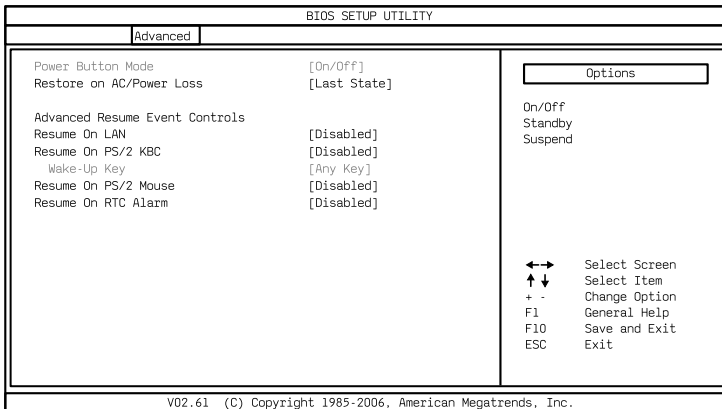 BIOS SETUP UTILITY
Advanced
Power Button Mode [On/Off]
Restore on AC/Power Loss [Last State]
Advanced Resume Event Controls
Resume On LAN [Disabled]
Resume On PS/2 KBC [Disabled]
Wake-Up Key [Any Key]
Resume On PS/2 Mouse [Disabled]
Resume On RTC Alarm [Disabled]
Options
On/Off
Standby
Suspend
←→ Select Screen
↑↓ Select Item
+ - Change Option
F1 General Help
F10 Save and Exit
ESC Exit
V02.61 (C) Copyright 1985-2006, American Megatrends, Inc.